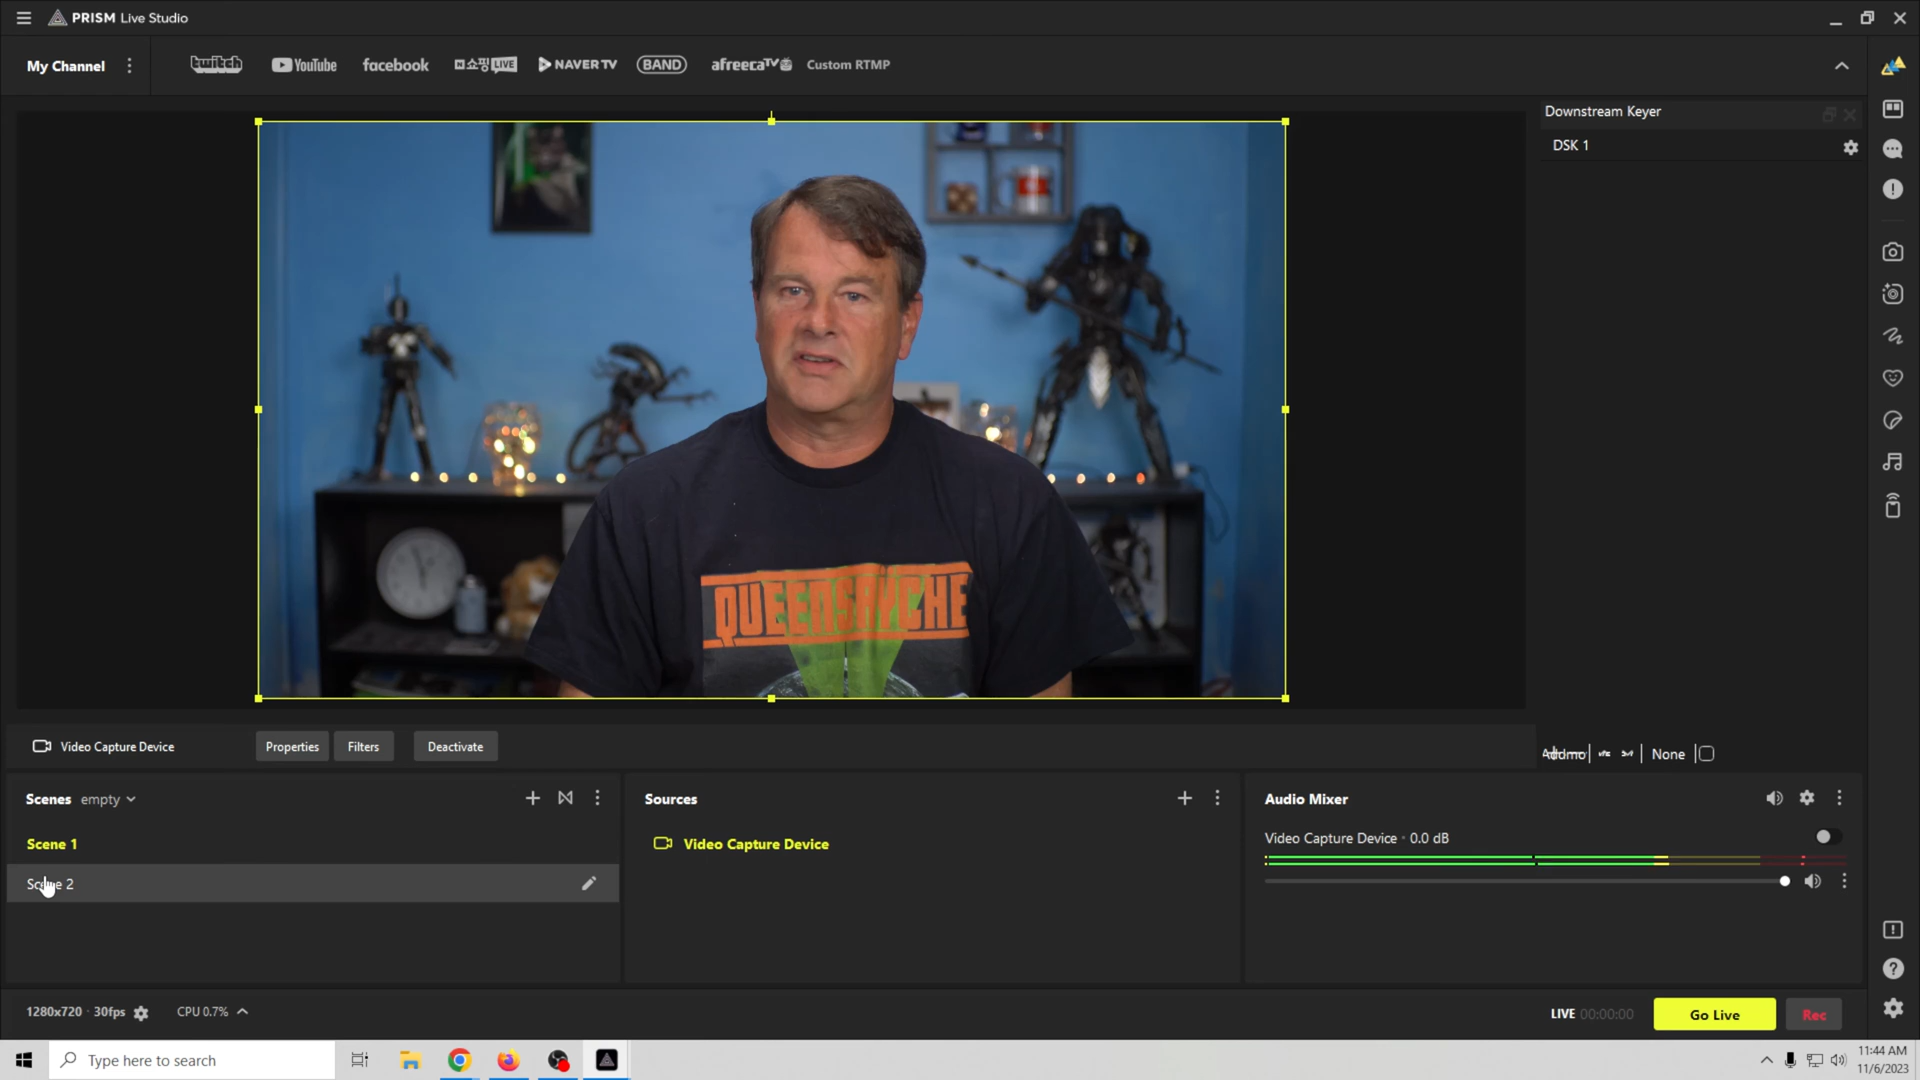 PRISM Live Studio
My Channel
twitch
YouTube
facebook
쇼핑 LIVE
NAVER TV
BAND
afreecaTV
Custom RTMP
Downstream Keyer
DSK 1
QUEENSRYCHE
Video Capture Device
Properties
Filters
Deactivate
None
Scenes empty
Scene 1
Scene 2
Sources
Video Capture Device
Audio Mixer
Video Capture Device · 0.0 dB
1280x720 · 30fps
CPU 0.7%
LIVE 00:00:00
Go Live
Rec
Type here to search
11:44 AM
11/6/2023